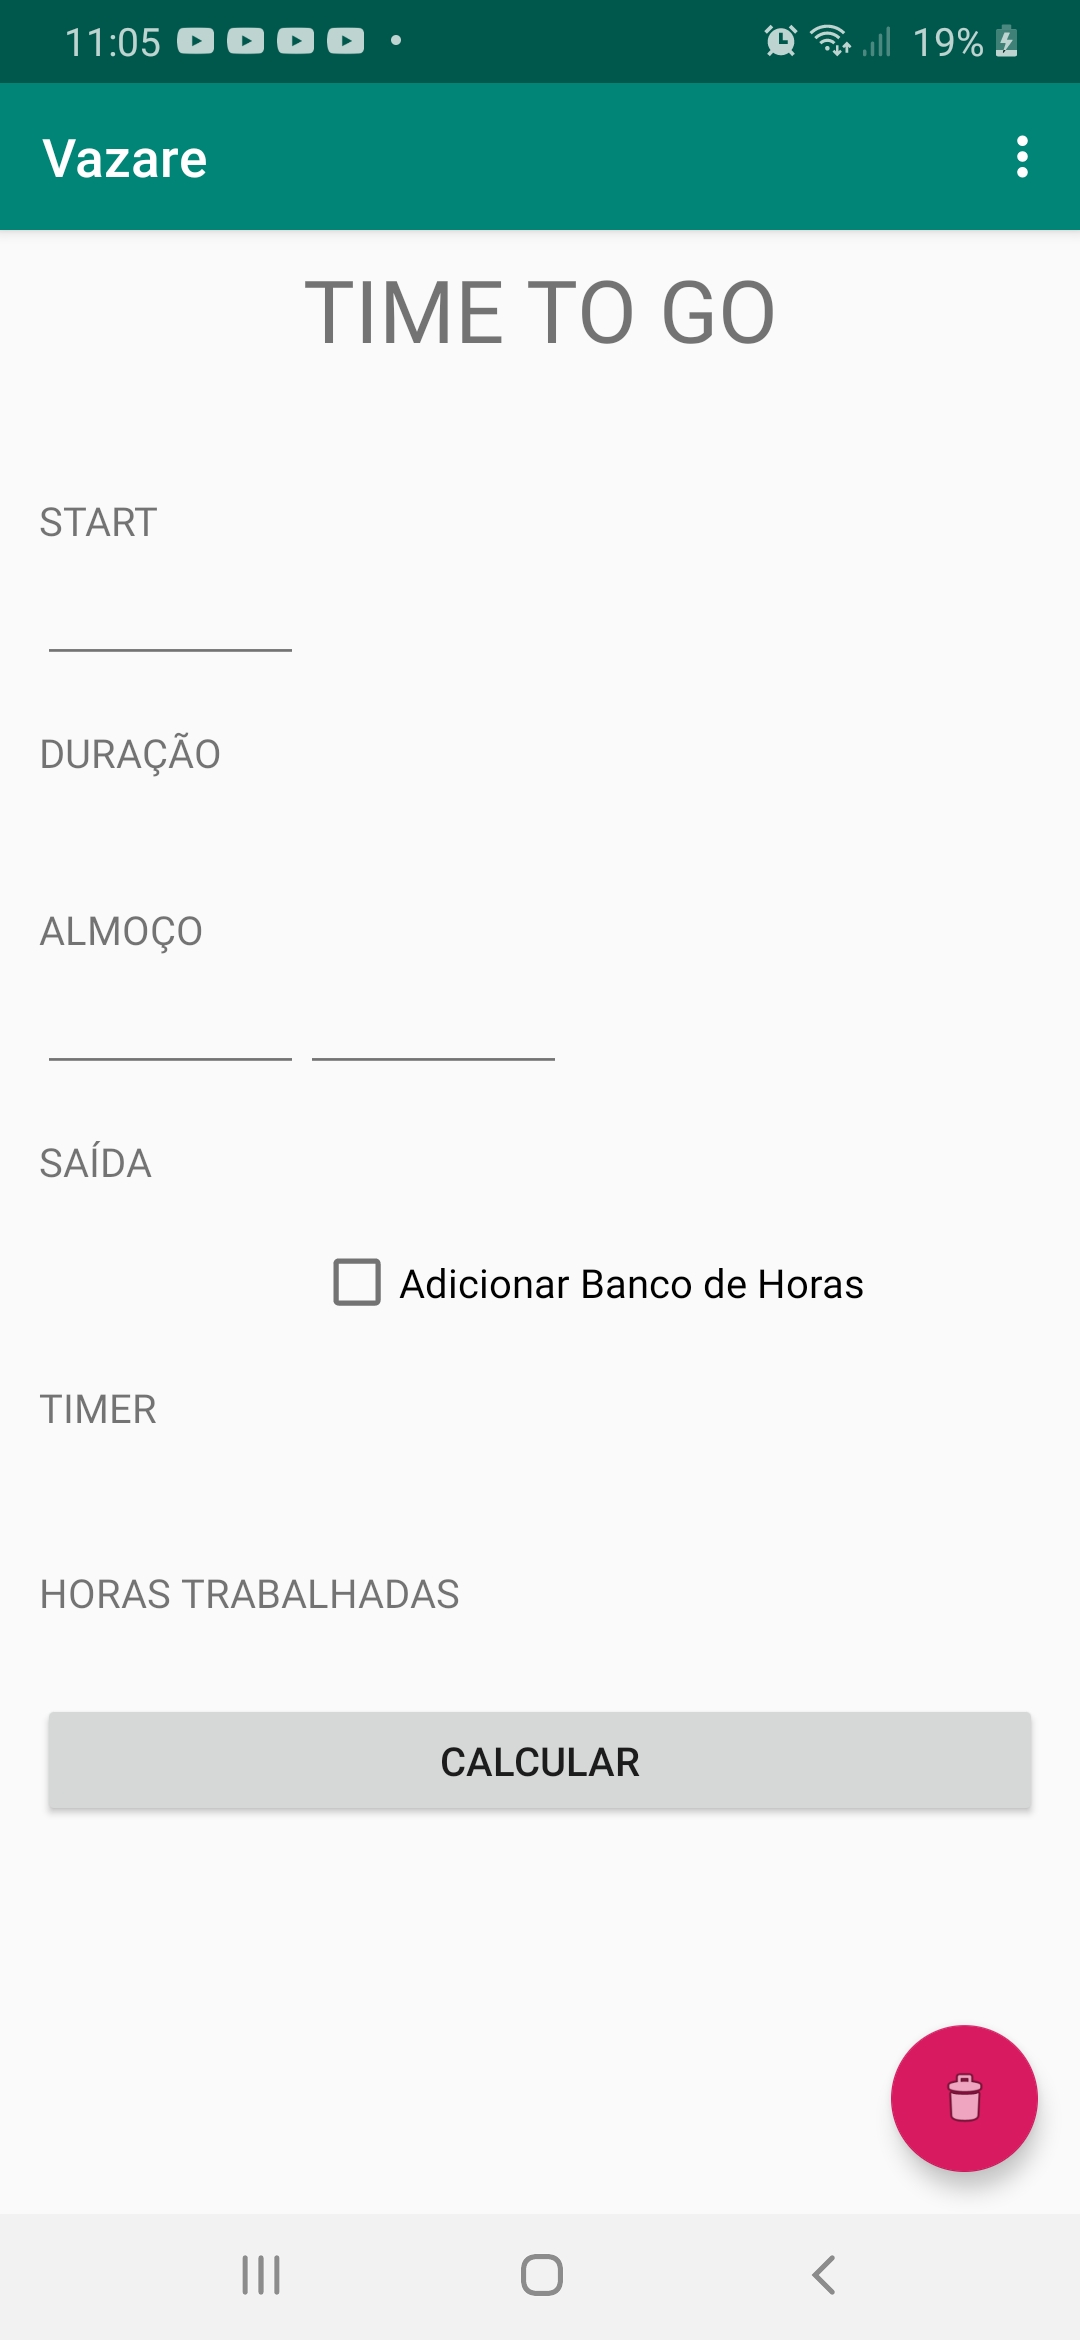 11:05 19%
Vazare
TIME TO GO
START
DURAÇÃO
ALMOÇO
SAÍDA
Adicionar Banco de Horas
TIMER
HORAS TRABALHADAS
CALCULAR